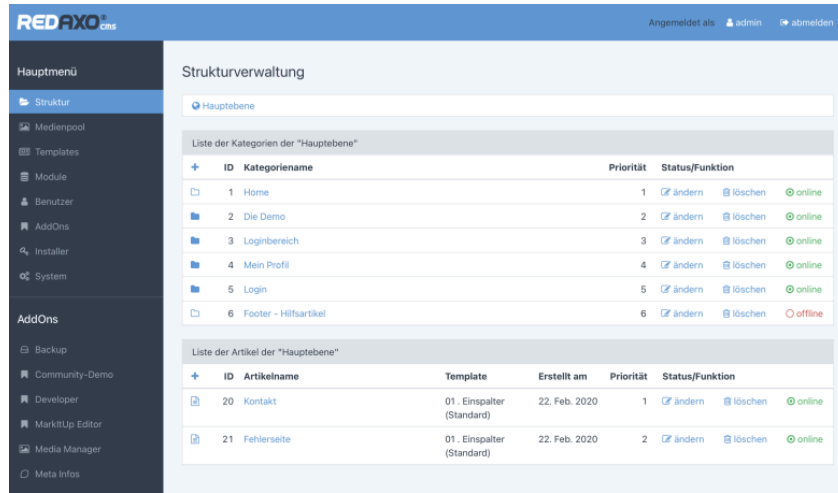 REDAXO® cms
Angemeldet als admin abmelden
Hauptmenü
Struktur
Medienpool
Templates
Module
Benutzer
AddOns
Installer
System
AddOns
Backup
Community-Demo
Developer
MarkItUp Editor
Media Manager
Meta Infos
Strukturverwaltung
Hauptebene
Liste der Kategorien der "Hauptebene"
+ ID Kategoriename Priorität Status/Funktion
1 Home 1 ändern löschen online
2 Die Demo 2 ändern löschen online
3 Loginbereich 3 ändern löschen online
4 Mein Profil 4 ändern löschen online
5 Login 5 ändern löschen online
6 Footer - Hilfsartikel 6 ändern löschen offline
Liste der Artikel der "Hauptebene"
+ ID Artikelname Template Erstellt am Priorität Status/Funktion
20 Kontakt 01 . Einspalter 22. Feb. 2020 1 ändern löschen online
(Standard)
21 Fehlerseite 01 . Einspalter 22. Feb. 2020 2 ändern löschen online
(Standard)